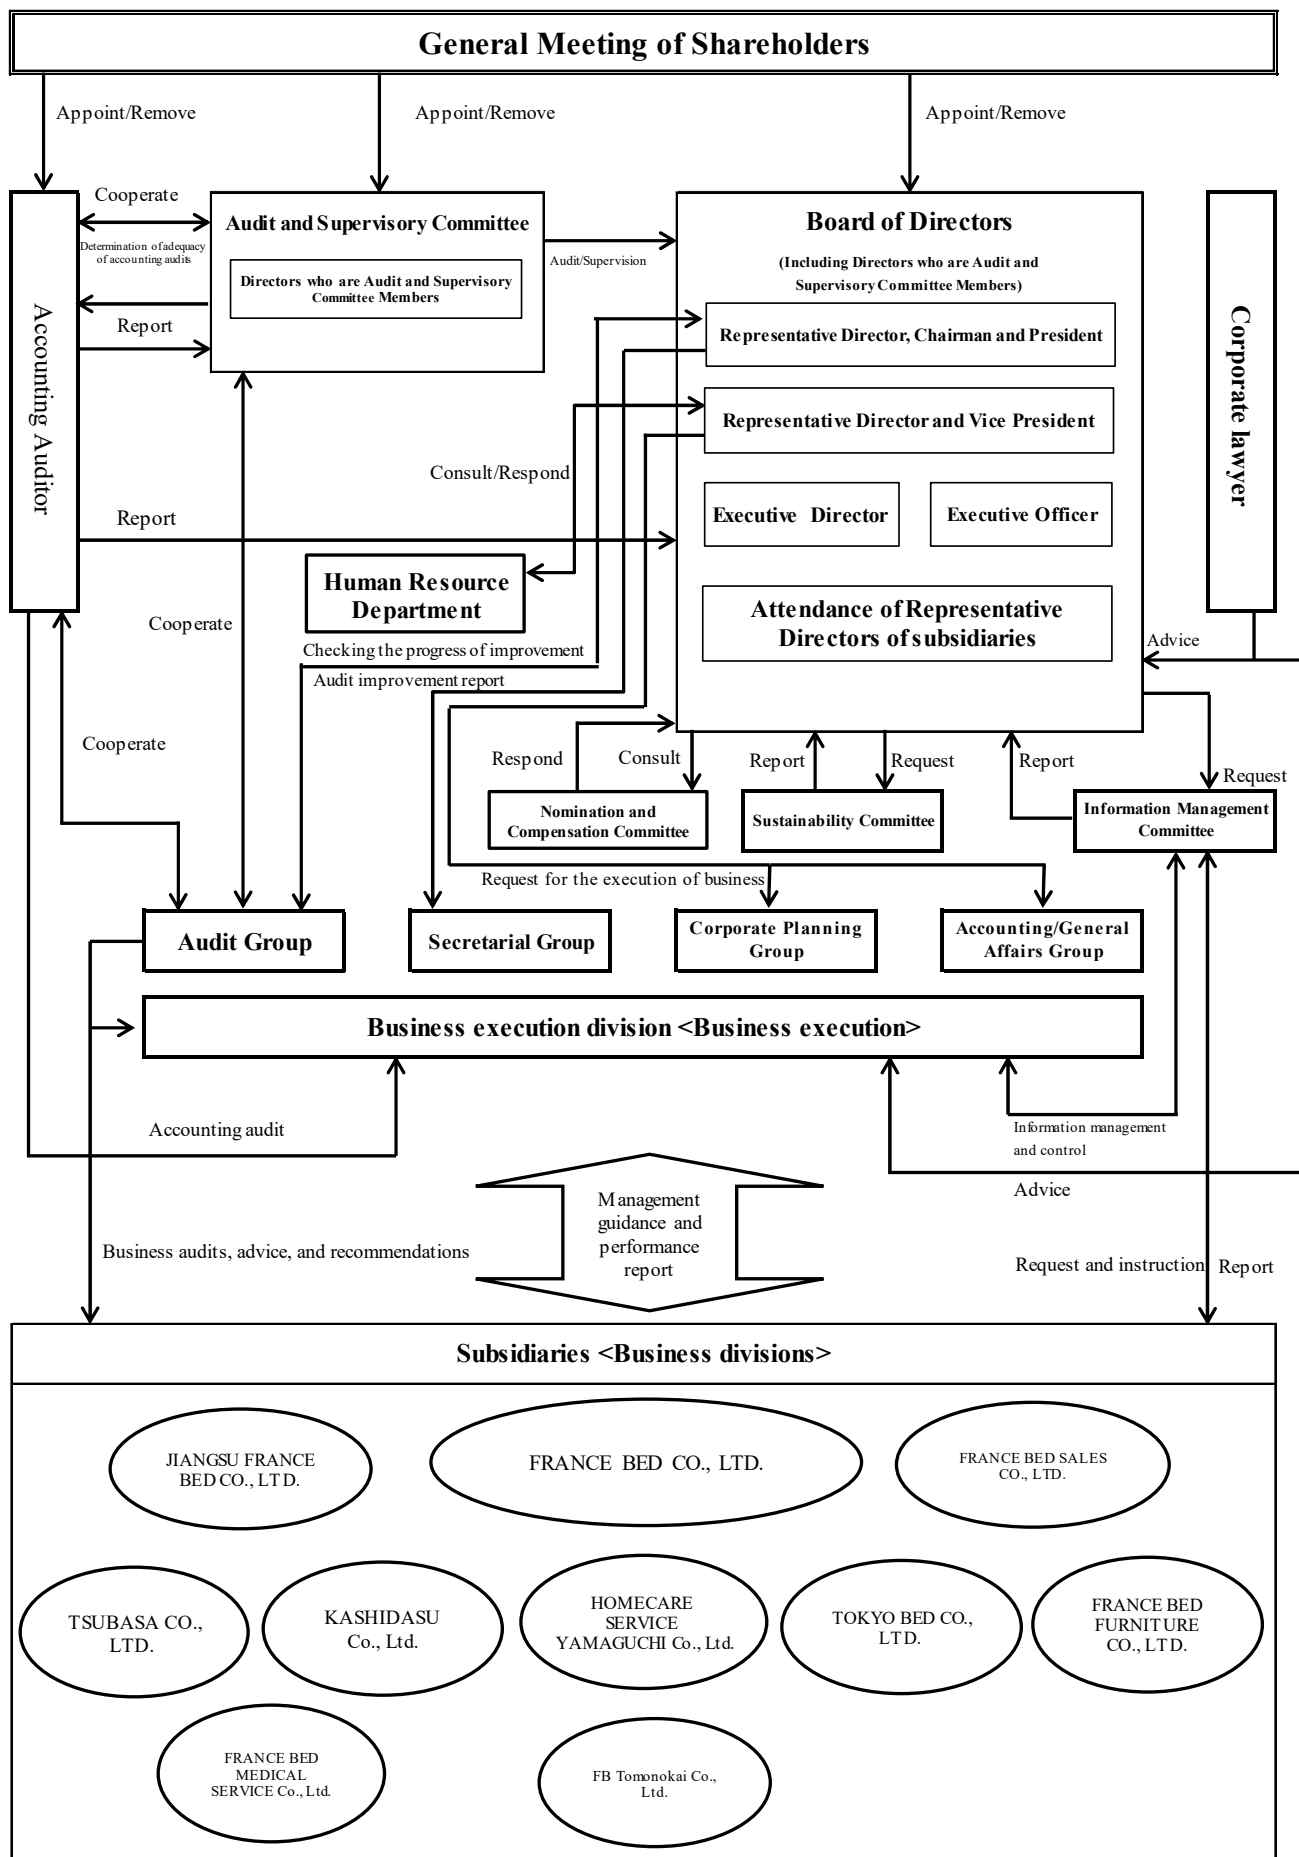 General Meeting of Shareholders
Appoint/Remove
Appoint/Remove
Appoint/Remove
Accounting Auditor
Cooperate
Determination of adequacy
of accounting audits
Report
Audit and Supervisory Committee
Directors who are Audit and Supervisory
Committee Members
Audit/Supervision
Board of Directors
(Including Directors who are Audit and
Supervisory Committee Members)
Representative Director, Chairman and President
Representative Director and Vice President
Executive Director
Executive Officer
Attendance of Representative
Directors of subsidiaries
Corporate lawyer
Consult/Respond
Report
Human Resource
Department
Cooperate
Checking the progress of improvement
Audit improvement report
Advice
Cooperate
Respond
Consult
Report
Request
Report
Request
Nomination and
Compensation Committee
Sustainability Committee
Information Management
Committee
Request for the execution of business
Audit Group
Secretarial Group
Corporate Planning
Group
Accounting/General
Affairs Group
Business execution division <Business execution>
Accounting audit
Information management
and control
Advice
Management
guidance and
performance
report
Business audits, advice, and recommendations
Request and instruction
Report
Subsidiaries <Business divisions>
JIANGSU FRANCE
BED CO., LTD.
FRANCE BED CO., LTD.
FRANCE BED SALES
CO., LTD.
TSUBASA CO.,
LTD.
KASHIDASU
Co., Ltd.
HOMECARE
SERVICE
YAMAGUCHI Co., Ltd.
TOKYO BED CO.,
LTD.
FRANCE BED
FURNITURE
CO., LTD.
FRANCE BED
MEDICAL
SERVICE Co., Ltd.
FB Tomonokai Co.,
Ltd.